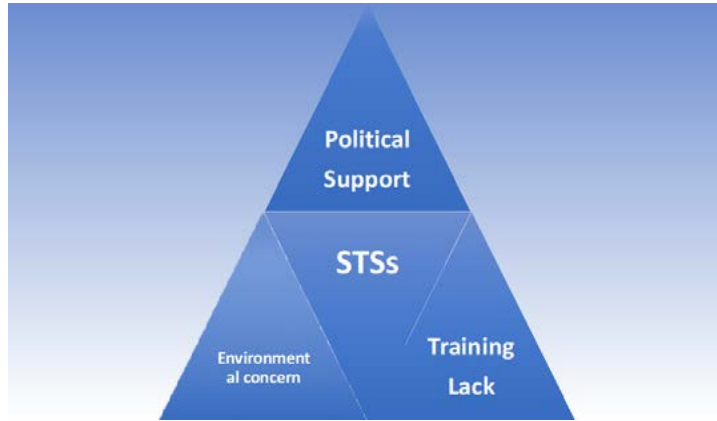 Political
Support
STSs
Environment
al concern
Training
Lack